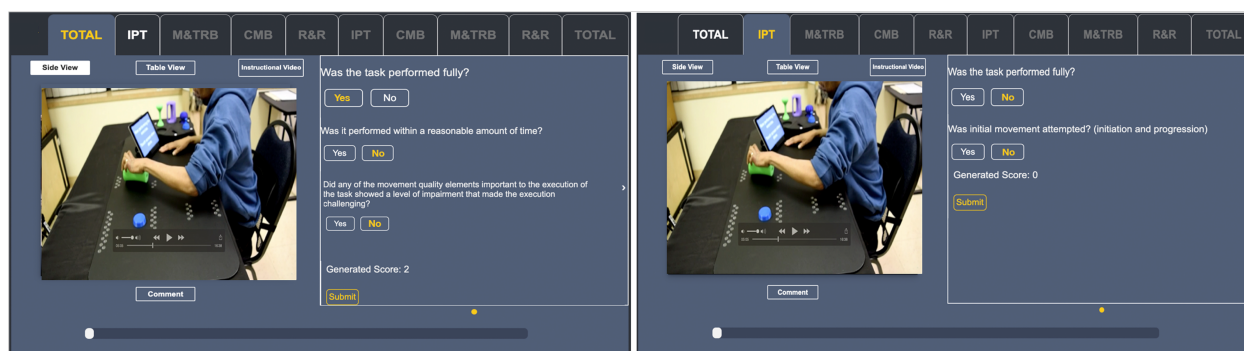 TOTAL IPT M&TRB CMB R&R IPT CMB M&TRB R&R TOTAL
Side View Table View Instructional Video
Was the task performed fully?
Yes No
Was it performed within a reasonable amount of time?
Yes No
Did any of the movement quality elements important to the execution of
the task showed a level of impairment that made the execution
challenging?
Yes No
Generated Score: 2
Submit
Comment
TOTAL IPT M&TRB CMB R&R IPT CMB M&TRB R&R TOTAL
Side View Table View Instructional Video
Was the task performed fully?
Yes No
Was initial movement attempted? (initiation and progression)
Yes No
Generated Score: 0
Submit
Comment